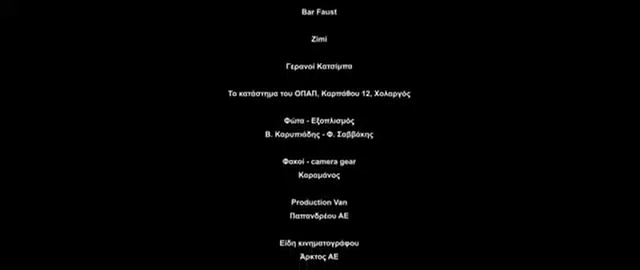 Bar Faust
Zimi
Γερανοί Κατσίμπα
Το κατάστημα του ΟΠΑΠ, Καρπάθου 12, Χολαργός
Φώτα - Εξοπλισμός
Β. Καρυπιάδης - Φ. Σαββάκης
Φακοί - camera gear
Καραμάνος
Production Van
Παπανδρέου ΑΕ
Είδη κινηματογράφου
Άρκτος ΑΕ